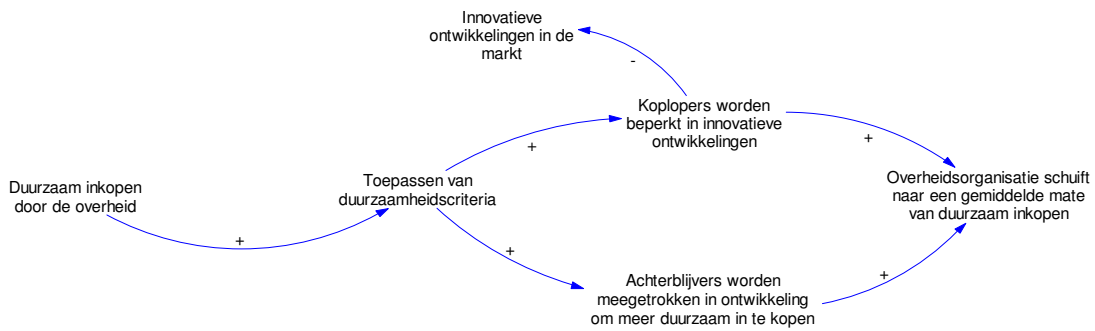 Innovatieve
ontwikkelingen in de
markt
-
Koplopers worden
beperkt in innovatieve
ontwikkelingen
+
+
Toepassen van
duurzaamheidscriteria
Duurzaam inkopen
door de overheid
+
Overheidsorganisatie schuift
naar een gemiddelde mate
van duurzaam inkopen
+
+
Achterblijvers worden
meegetrokken in ontwikkeling
om meer duurzaam in te kopen